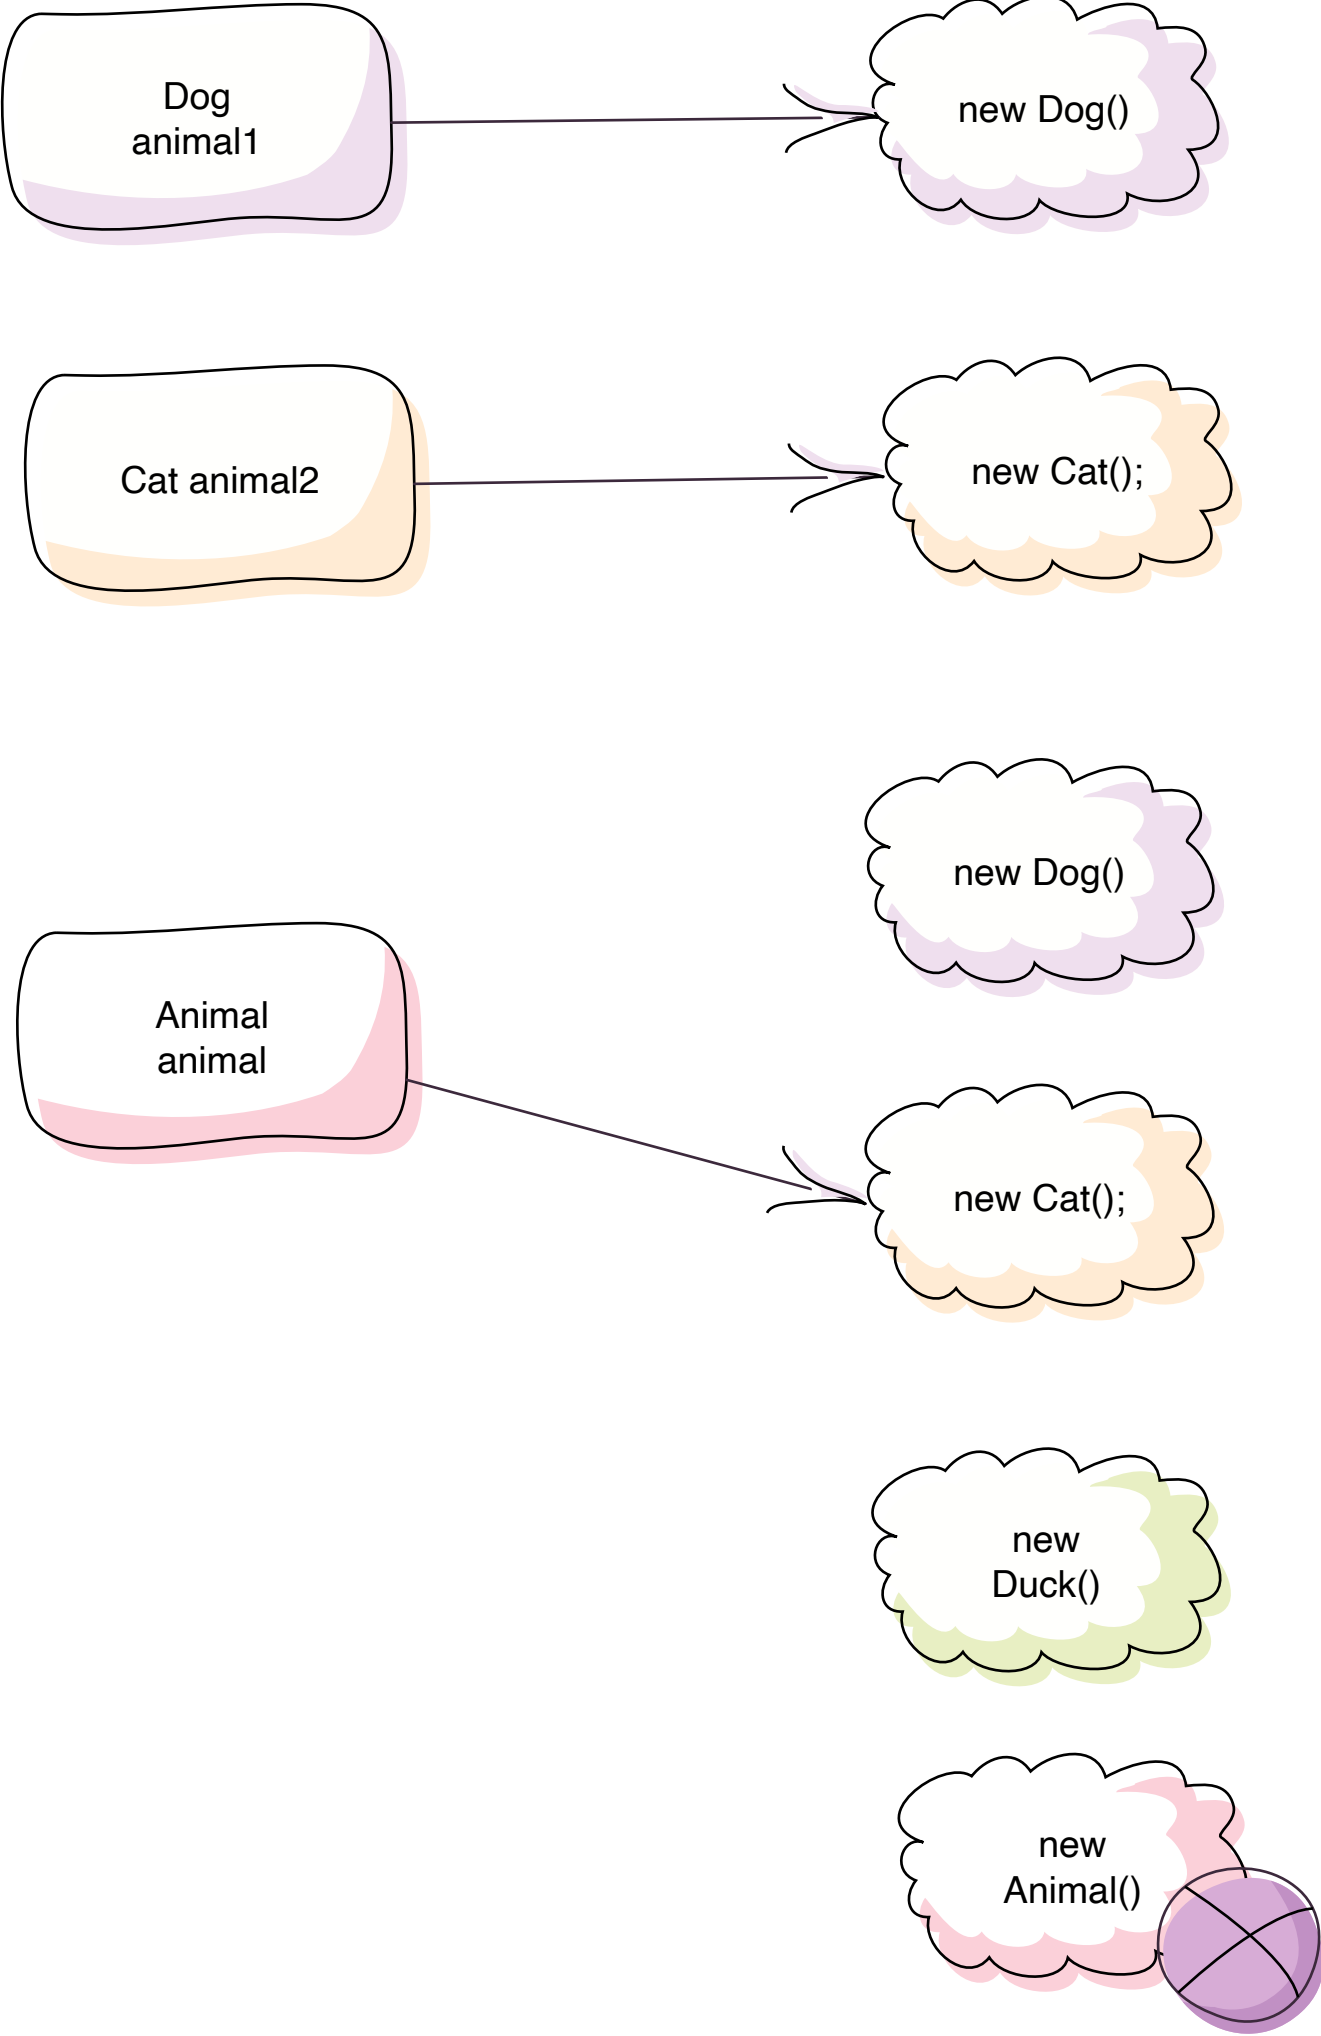 Dog
animal1
new Dog()
Cat animal2
new Cat();
new Dog()
Animal
animal
new Cat();
new
Duck()
new
Animal()